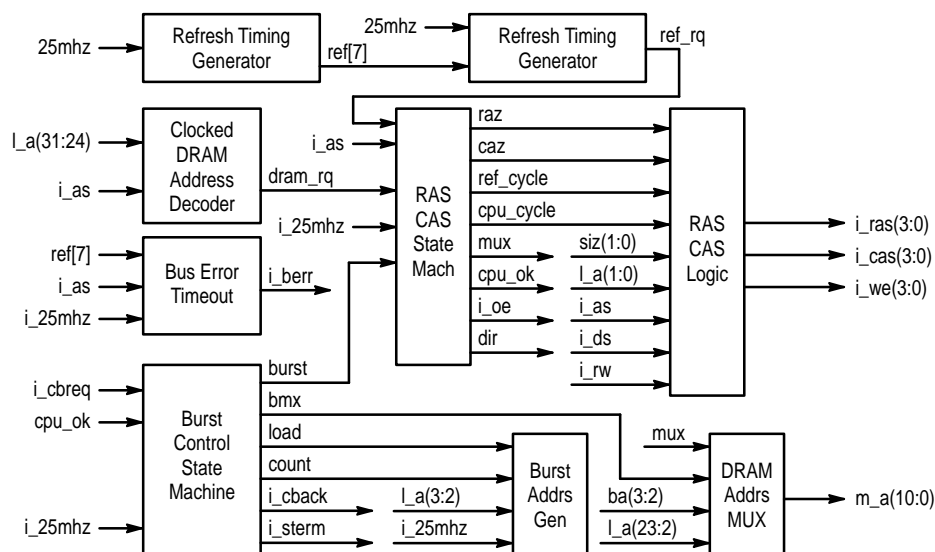 25mhz
Refresh Timing
Generator
ref[7]
25mhz
Refresh Timing
Generator
ref_rq
l_a(31:24)
i_as
Clocked
DRAM
Address
Decoder
dram_rq
i_as
i_25mhz
RAS
CAS
State
Mach
raz
caz
ref_cycle
cpu_cycle
mux
cpu_ok
i_oe
dir
siz(1:0)
l_a(1:0)
i_as
i_ds
i_rw
RAS
CAS
Logic
i_ras(3:0)
i_cas(3:0)
i_we(3:0)
ref[7]
i_as
i_25mhz
Bus Error
Timeout
i_berr
i_cbreq
cpu_ok
i_25mhz
Burst
Control
State
Machine
burst
bmx
load
count
i_cback
i_sterm
l_a(3:2)
i_25mhz
Burst
Addrs
Gen
mux
ba(3:2)
l_a(23:2)
DRAM
Addrs
MUX
m_a(10:0)